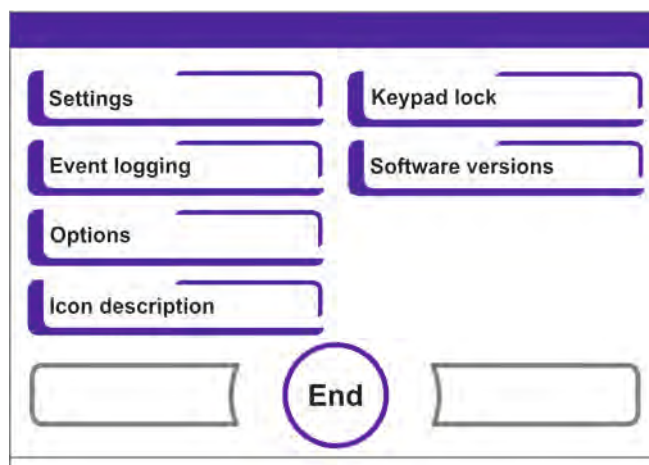 Settings
Event logging
Options
Icon description
Keypad lock
Software versions
End